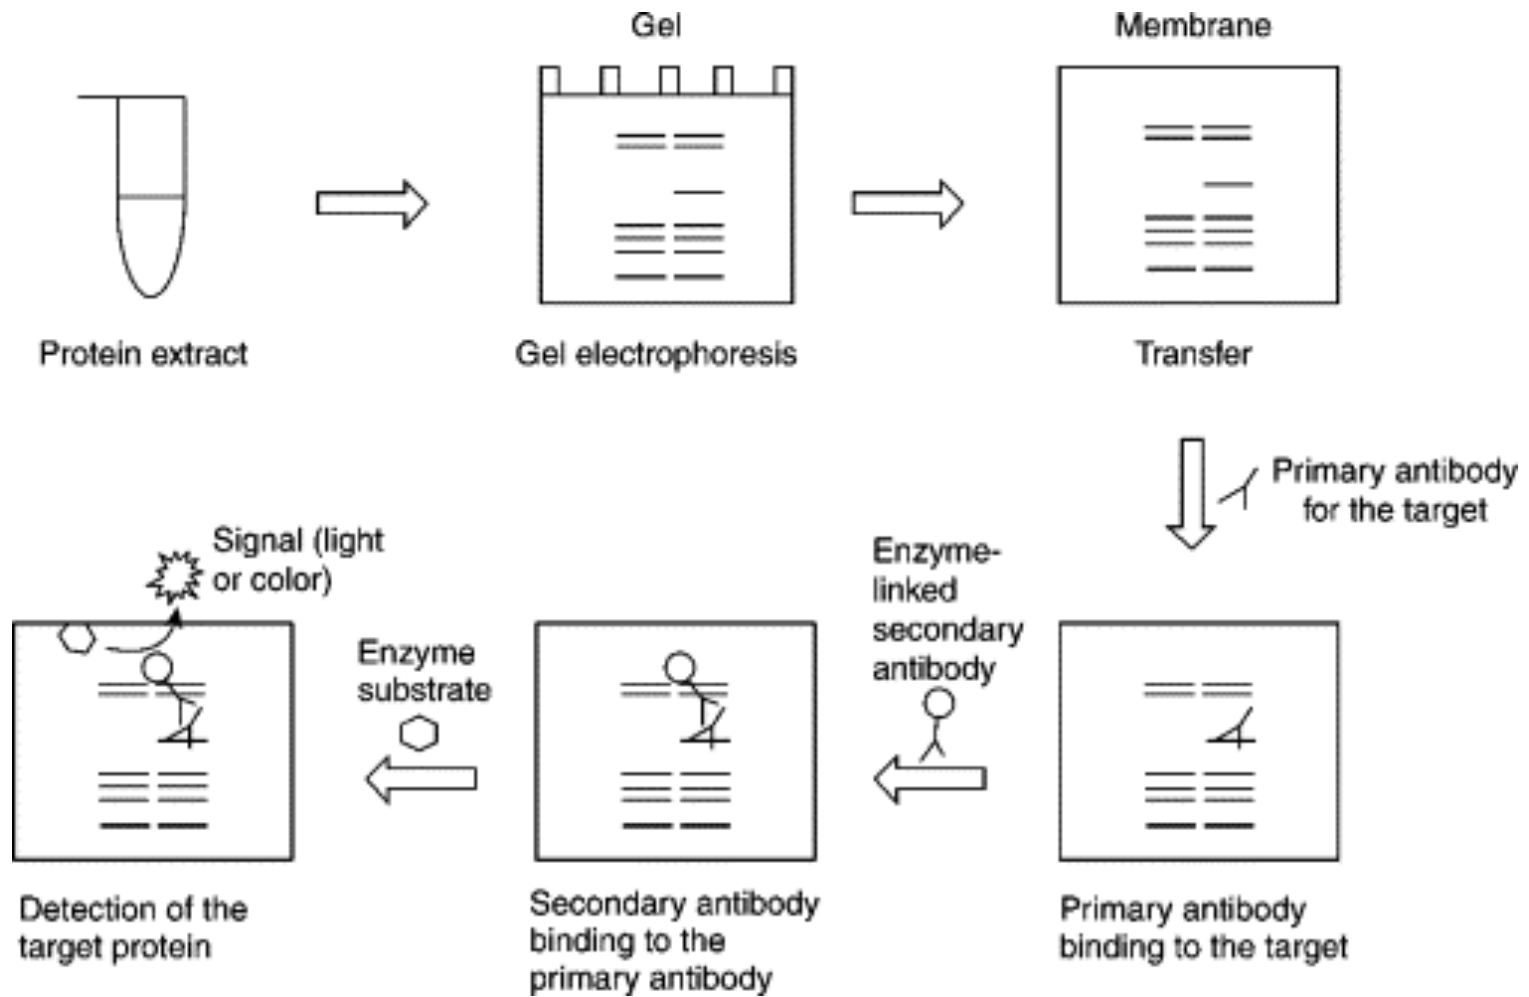 Gel
Membrane
Protein extract
Gel electrophoresis
Transfer
Primary antibody
for the target
Enzyme-
linked
secondary
antibody
Signal (light
or color)
Enzyme
substrate
Detection of the
target protein
Secondary antibody
binding to the
primary antibody
Primary antibody
binding to the target